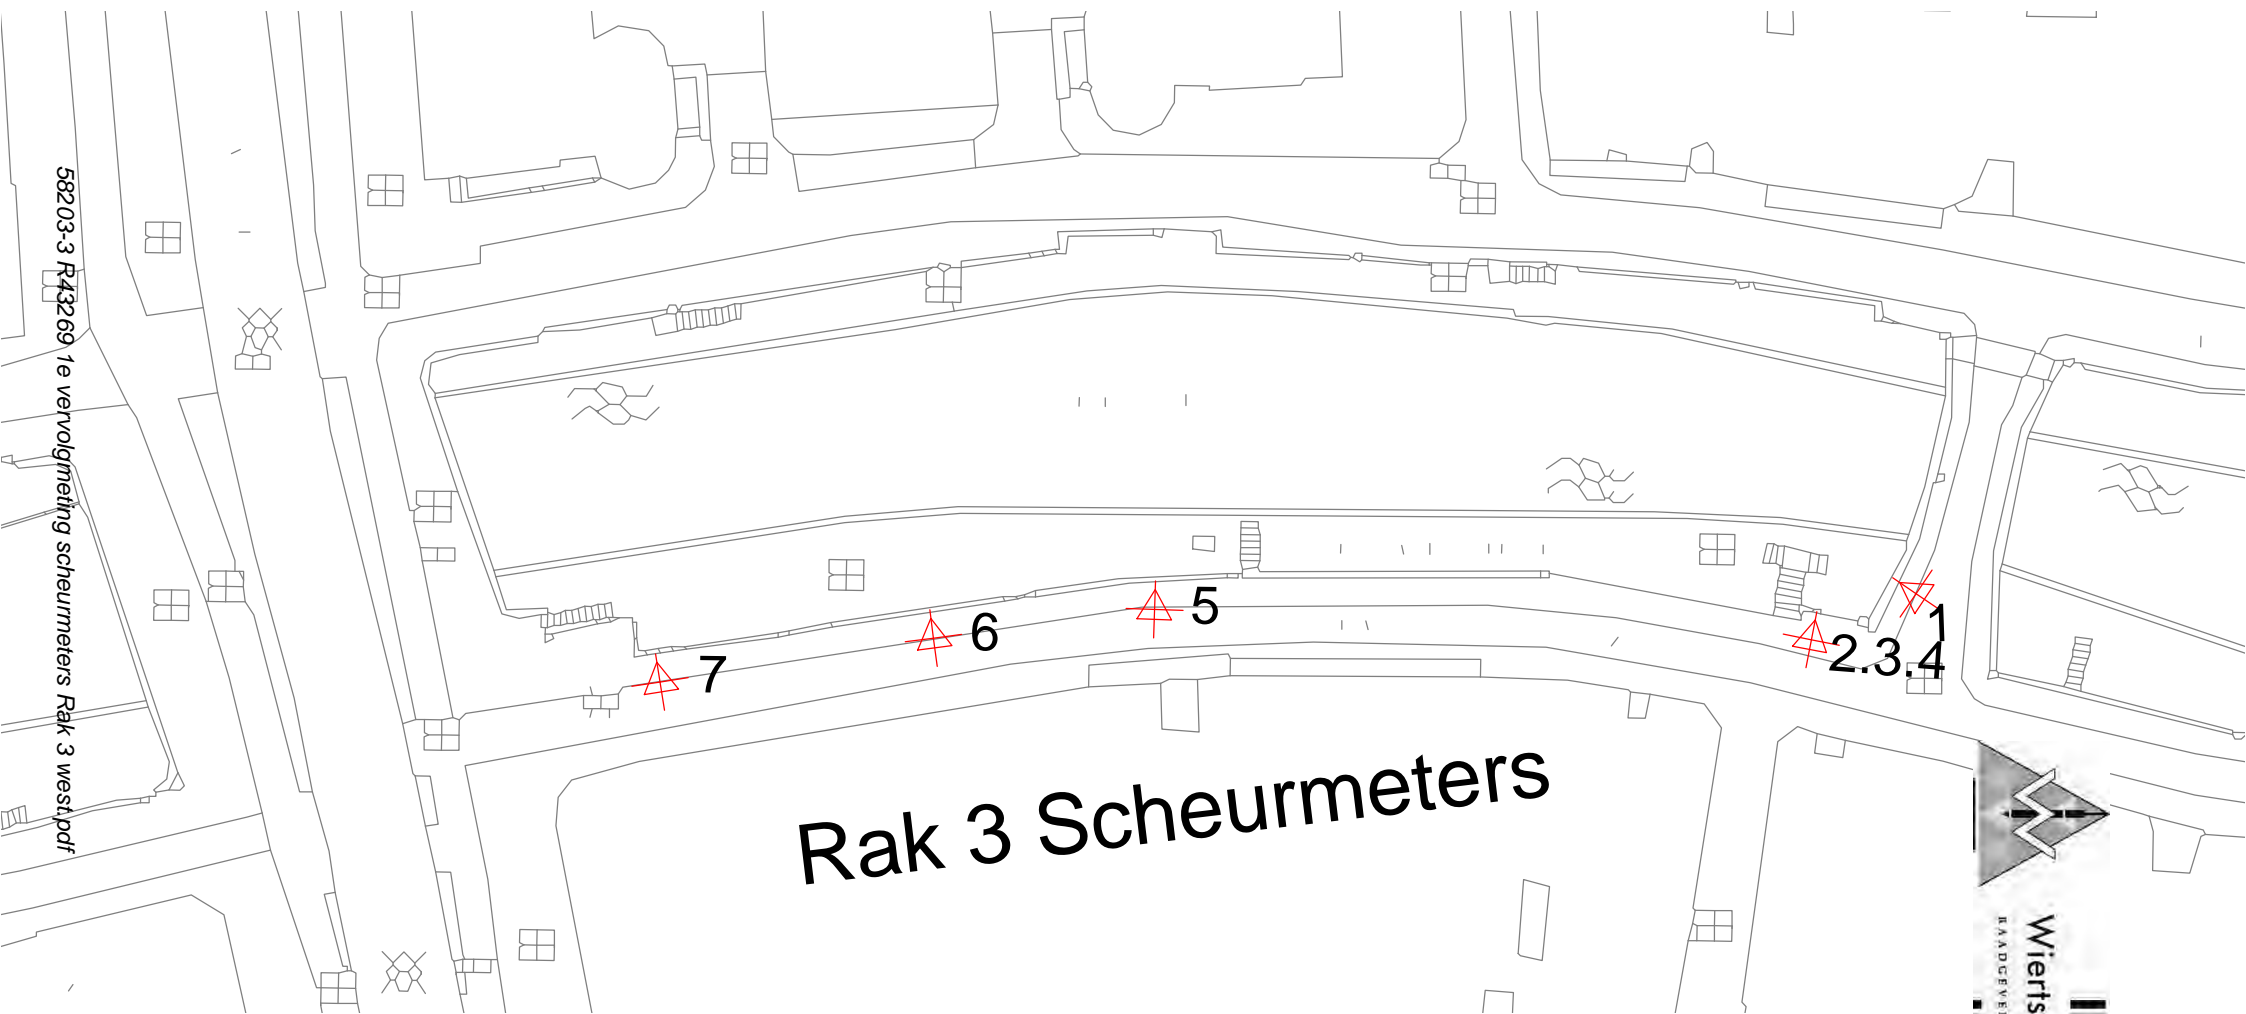 58203-3 R43269 1e vervolgmeting scheurmeters Rak 3 west.pdf
5
6
7
1
2.3.4
Rak 3 Scheurmeters
Wierts
RAADGEVE